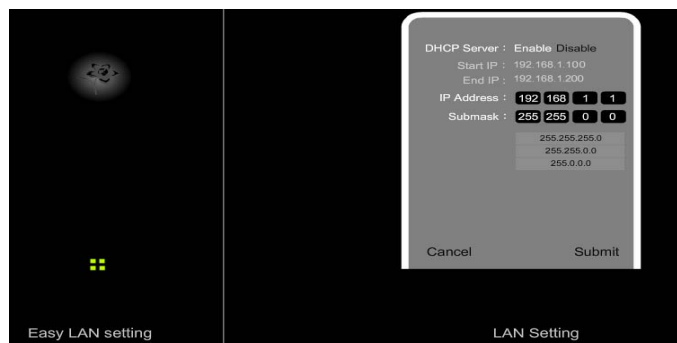 DHCP Server : Enable Disable
Start IP : 192.168.1.100
End IP : 192.168.1.200
IP Address : 192 168 1 1
Submask : 255 255 0 0
255.255.255.0
255.255.0.0
255.0.0.0
Cancel Submit
Easy LAN setting
LAN Setting